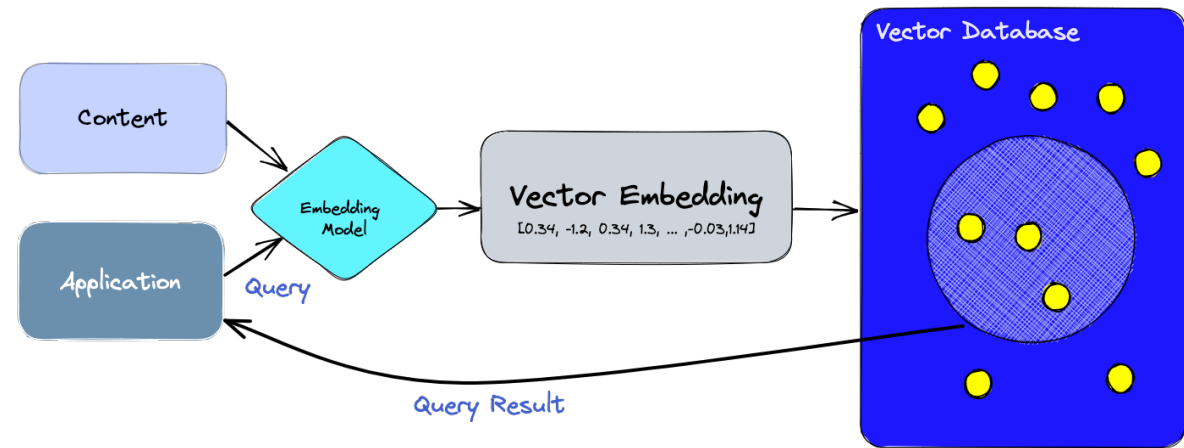 Vector Database
Content
Embedding
Model
Vector Embedding
[0.34, -1.2, 0.34, 1.3, ... ,-0.03,1.14]
Application
Query
Query Result